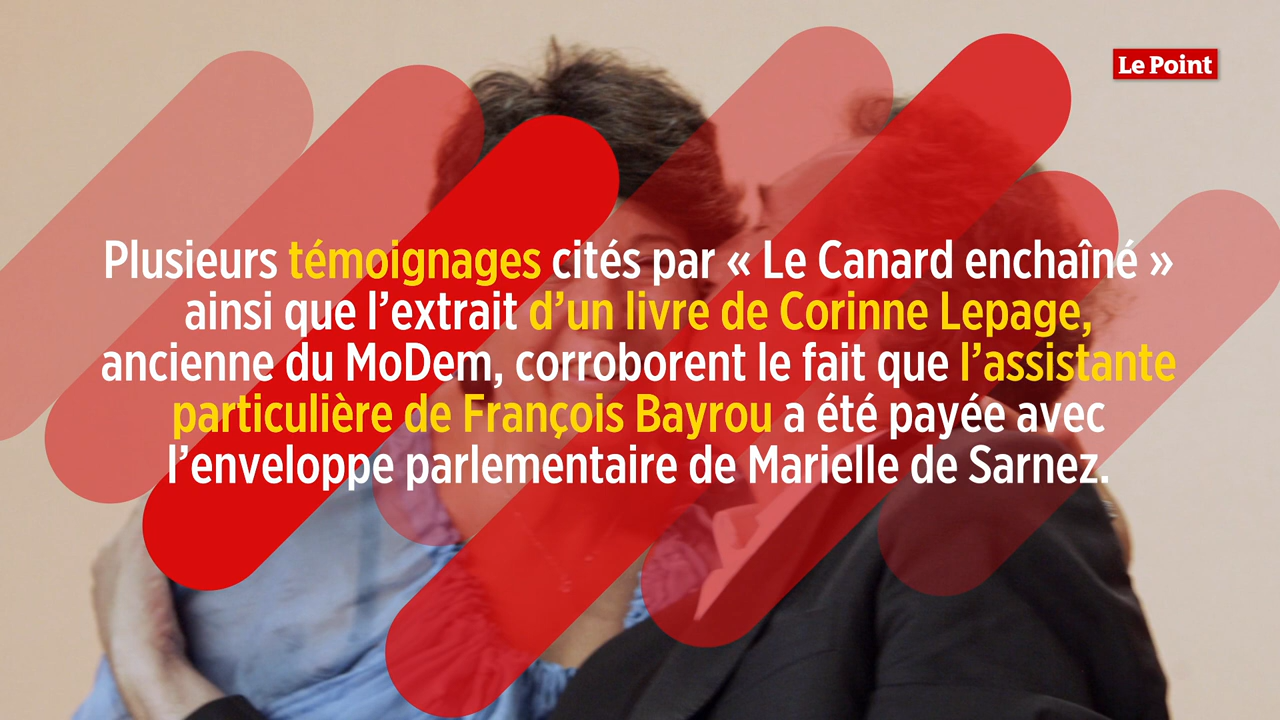 Le Point
Plusieurs témoignages cités par « Le Canard enchaîné »
ainsi que l’extrait d’un livre de Corinne Lepage,
ancienne du MoDem, corroborent le fait que l’assistante
particulière de François Bayrou a été payée avec
l’enveloppe parlementaire de Marielle de Sarnez.